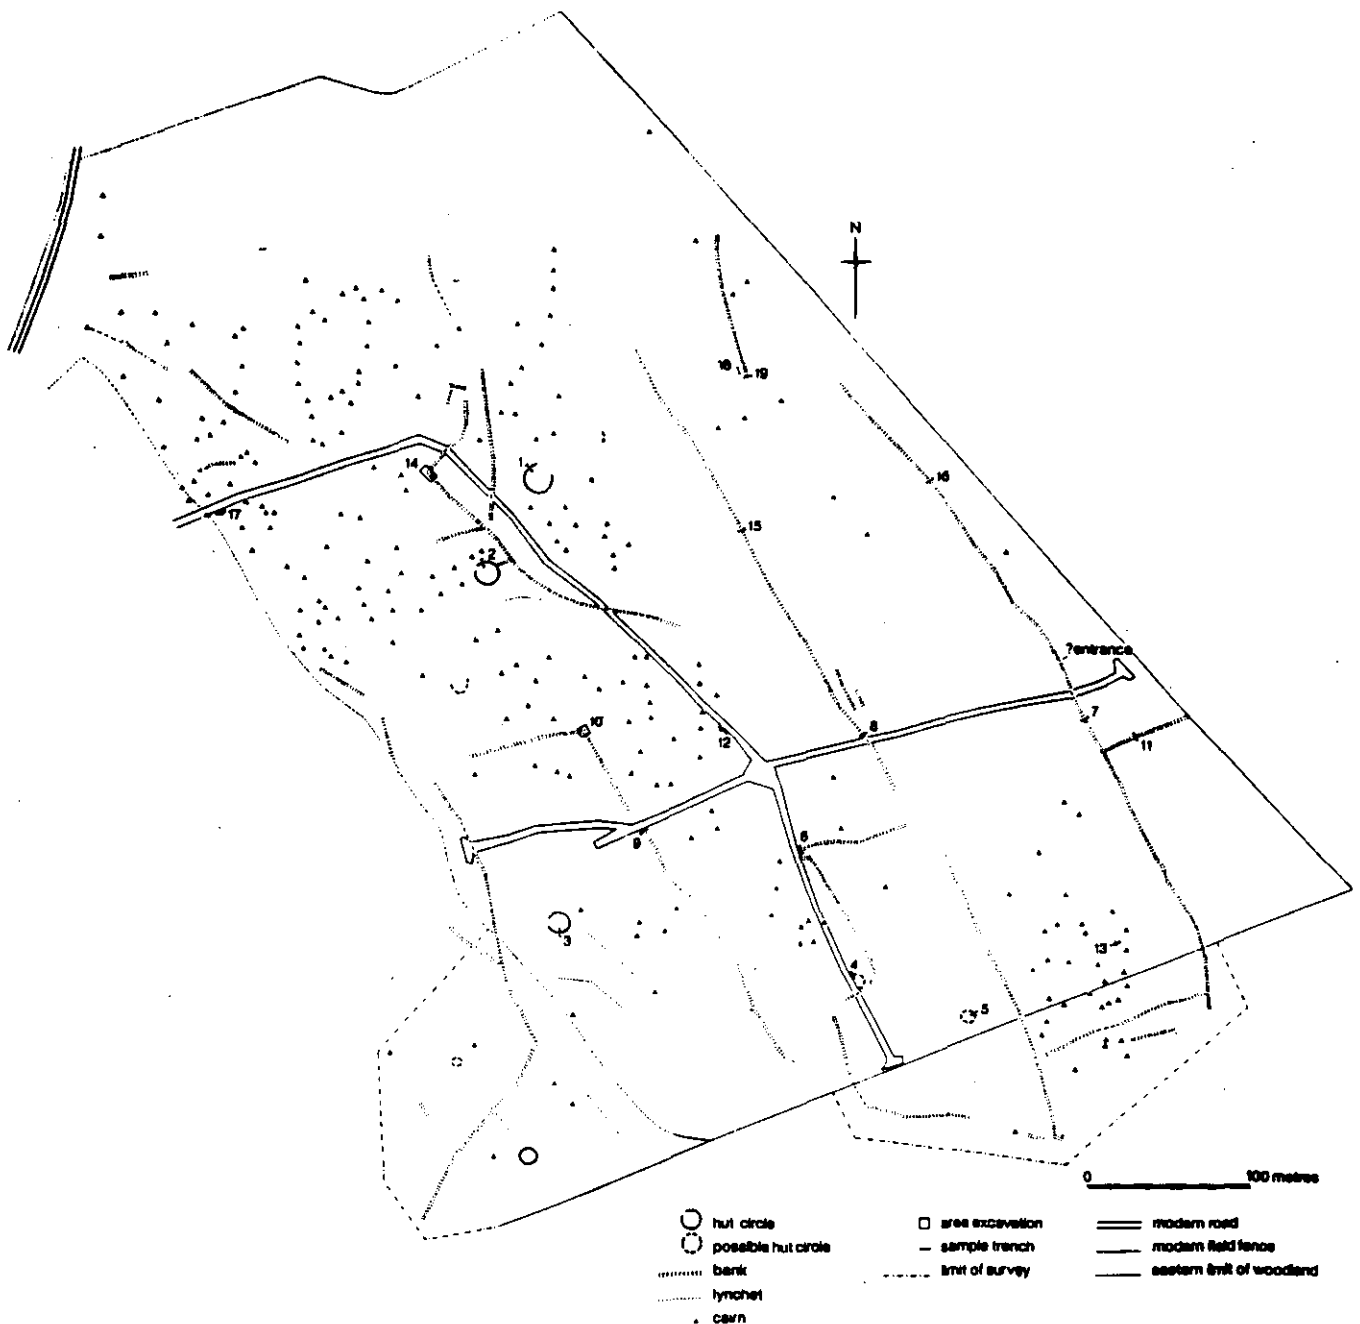 N
18 19
14
1
16
17
15
2
?entrance
10
12
8
7
11
9
6
3
13
4
5
0 100 metres
hut circle
area excavation
modern road
possible hut circle
sample trench
modern field fence
bank
limit of survey
eastern limit of woodland
lynchet
cairn